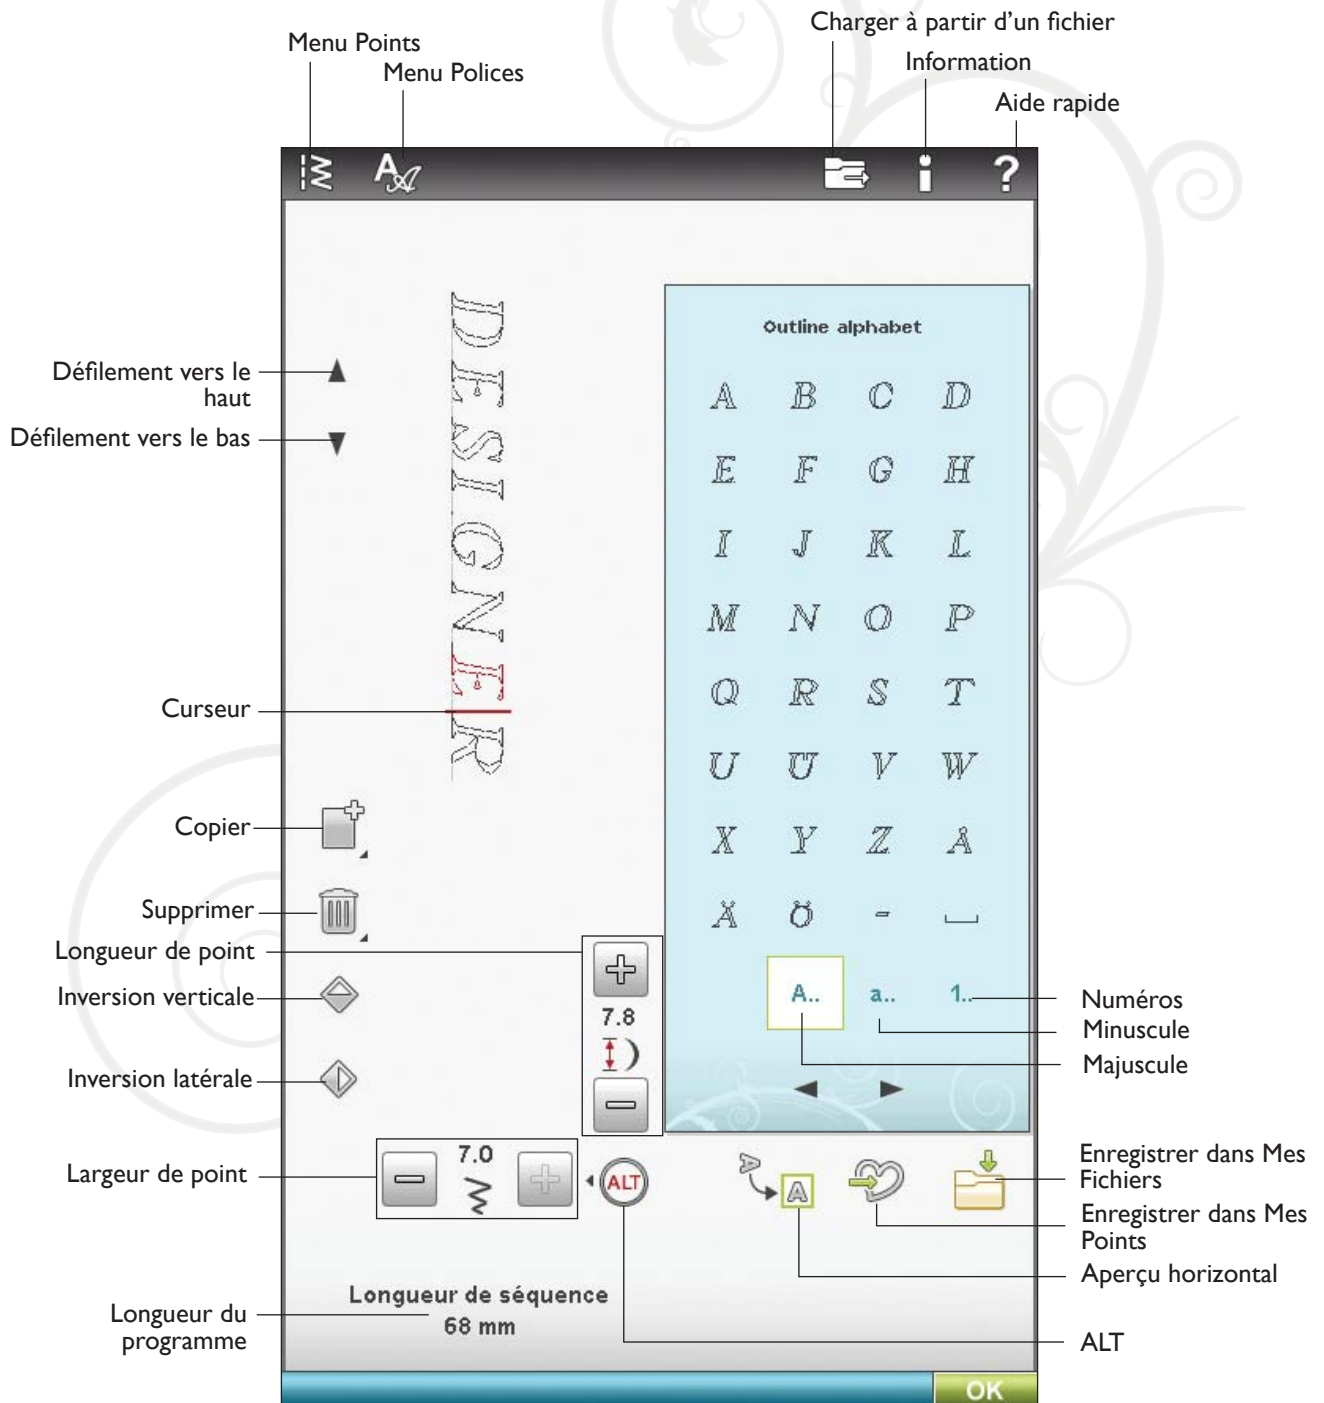 Charger à partir d’un fichier
Menu Points
Information
Menu Polices
Aide rapide
A
i
?
DESIGNER
Outline alphabet
A B C D
E F G H
I J K L
M N O P
Q R S T
U Ü V W
X Y Z Å
Ä Ö -
A.. a.. 1..
Défilement vers le
haut
Défilement vers le bas
Curseur
Copier
Supprimer
Longueur de point
7.8
Inversion verticale
Inversion latérale
Numéros
Minuscule
Majuscule
Largeur de point
7.0
ALT
A
A
Enregistrer dans Mes
Fichiers
Enregistrer dans Mes
Points
Aperçu horizontal
Longueur de séquence
68 mm
Longueur du
programme
ALT
OK